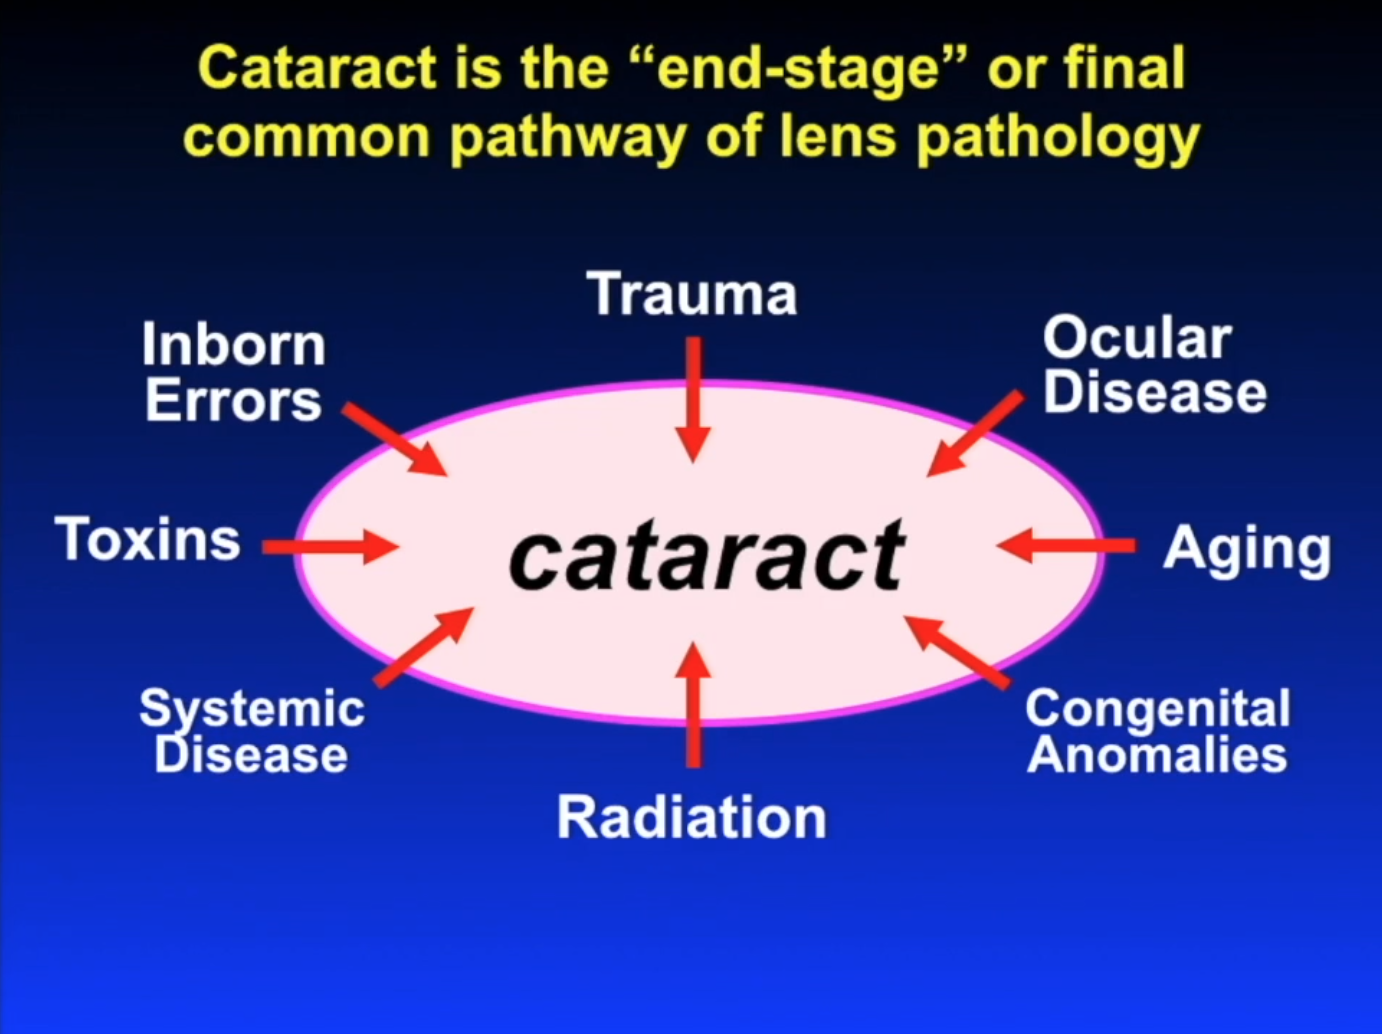 Cataract is the “end-stage” or final
common pathway of lens pathology
Trauma
Inborn
Errors
Ocular
Disease
Toxins
cataract
Aging
Systemic
Disease
Congenital
Anomalies
Radiation